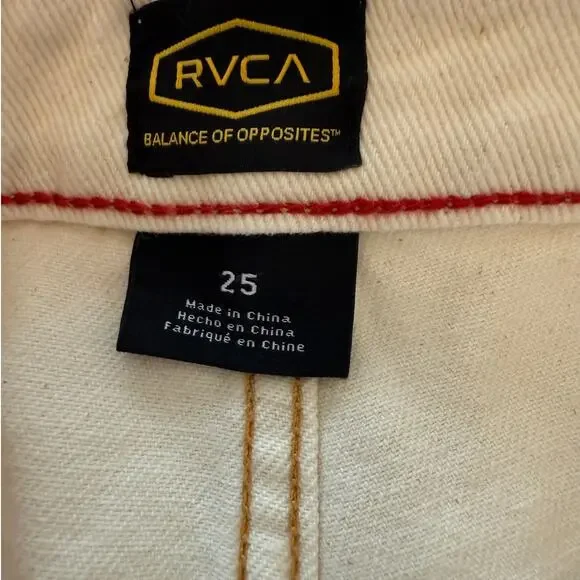 RVCA
BALANCE OF OPPOSITES™
25
Made in China
Hecho en China
Fabriqué en Chine